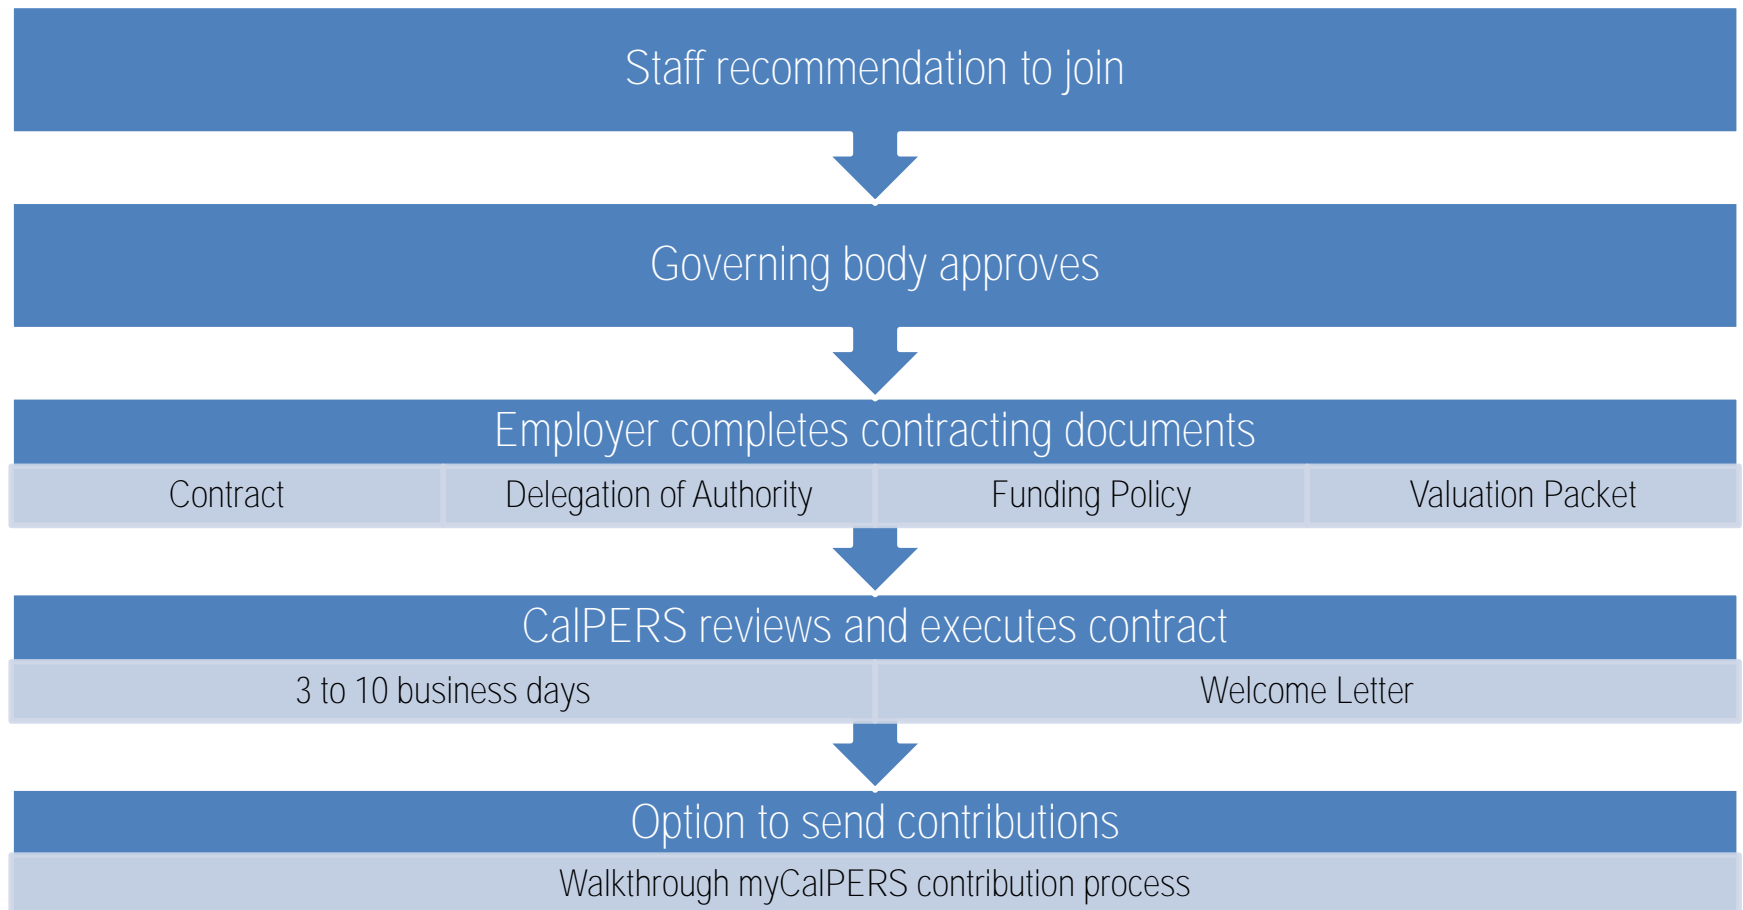 Staff recommendation to join
Governing body approves
Employer completes contracting documents
Contract
Delegation of Authority
Funding Policy
Valuation Packet
CalPERS reviews and executes contract
3 to 10 business days
Welcome Letter
Option to send contributions
Walkthrough myCalPERS contribution process